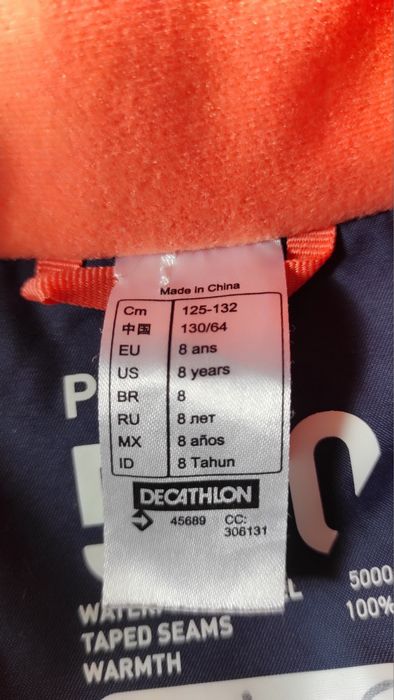 Made in China
Cm 125-132
中国 130/64
EU 8 ans
US 8 years
BR 8
RU 8 лет
MX 8 años
ID 8 Tahun
DECATHLON
45689 CC:
306131
5000
100%
TAPED SEAMS
WARMTH